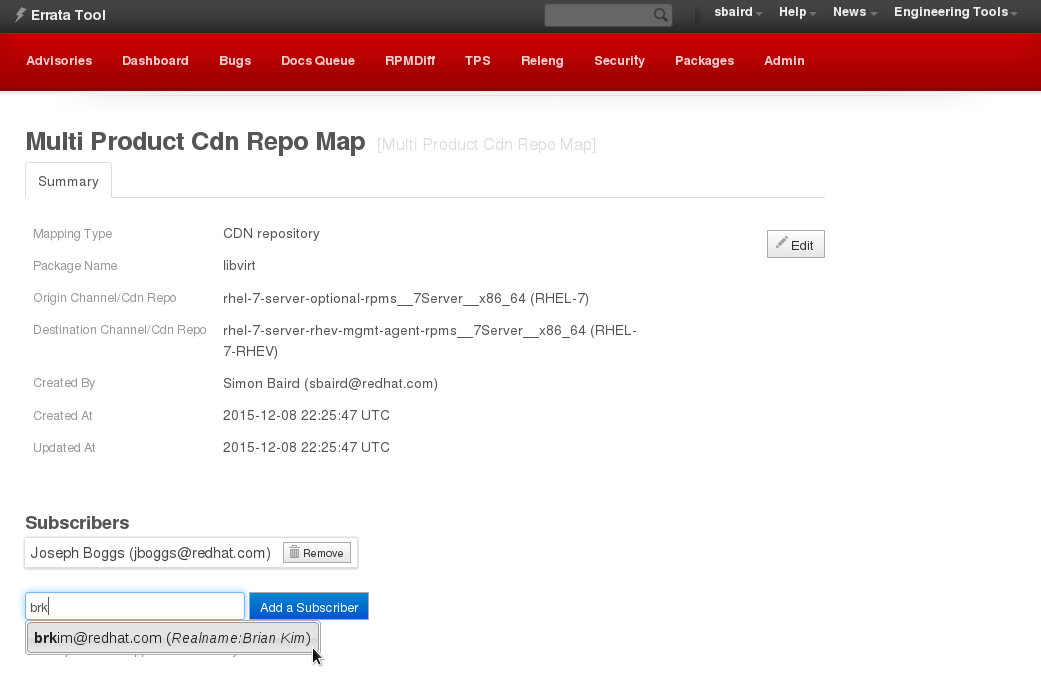 Errata Tool
sbaird Help News Engineering Tools
Advisories Dashboard Bugs Docs Queue RPMDiff TPS Releng Security Packages Admin
Multi Product Cdn Repo Map [Multi Product Cdn Repo Map]
Summary
Mapping Type CDN repository
Edit
Package Name libvirt
Origin Channel/Cdn Repo rhel-7-server-optional-rpms__7Server__x86_64 (RHEL-7)
Destination Channel/Cdn Repo rhel-7-server-rhev-mgmt-agent-rpms__7Server__x86_64 (RHEL-
7-RHEV)
Created By Simon Baird (sbaird@redhat.com)
Created At 2015-12-08 22:25:47 UTC
Updated At 2015-12-08 22:25:47 UTC
Subscribers
Joseph Boggs (jboggs@redhat.com) Remove
brk Add a Subscriber
brkim@redhat.com (Realname:Brian Kim)